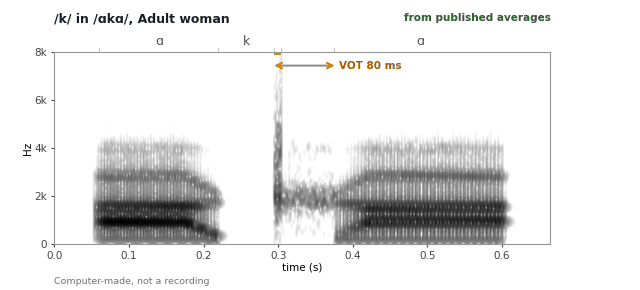 /k/ in /ɑkɑ/, Adult woman
from published averages
ɑ k ɑ
8k
VOT 80 ms
6k
4k
Hz
2k
0
0.0 0.1 0.2 0.3 0.4 0.5 0.6
time (s)
Computer-made, not a recording